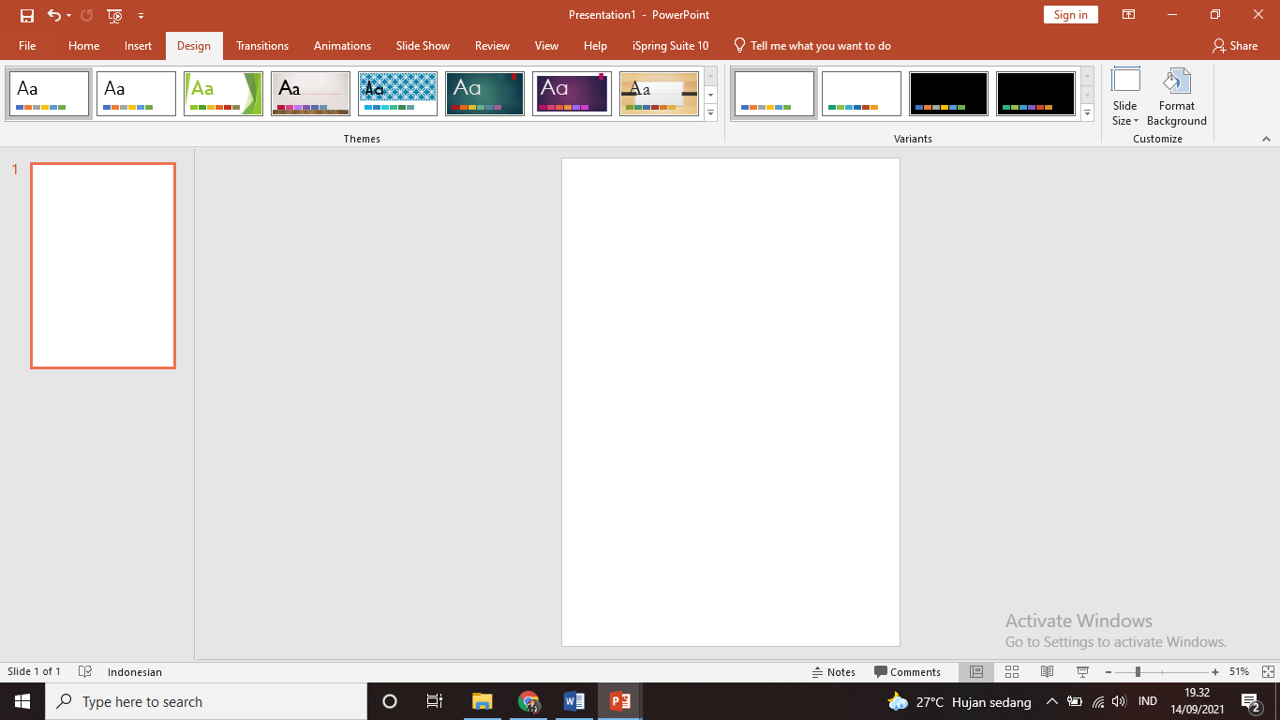 Presentation1 - PowerPoint
Sign in
File Home Insert Design Transitions Animations Slide Show Review View Help iSpring Suite 10 Tell me what you want to do Share
Aa Aa Aa Aa Aa Aa Aa Aa
Slide Size
Format Background
Themes Variants Customize
1
Activate Windows
Go to Settings to activate Windows.
Slide 1 of 1 Indonesian Notes Comments 51%
Type here to search
27°C Hujan sedang IND
19.32
14/09/2021
2